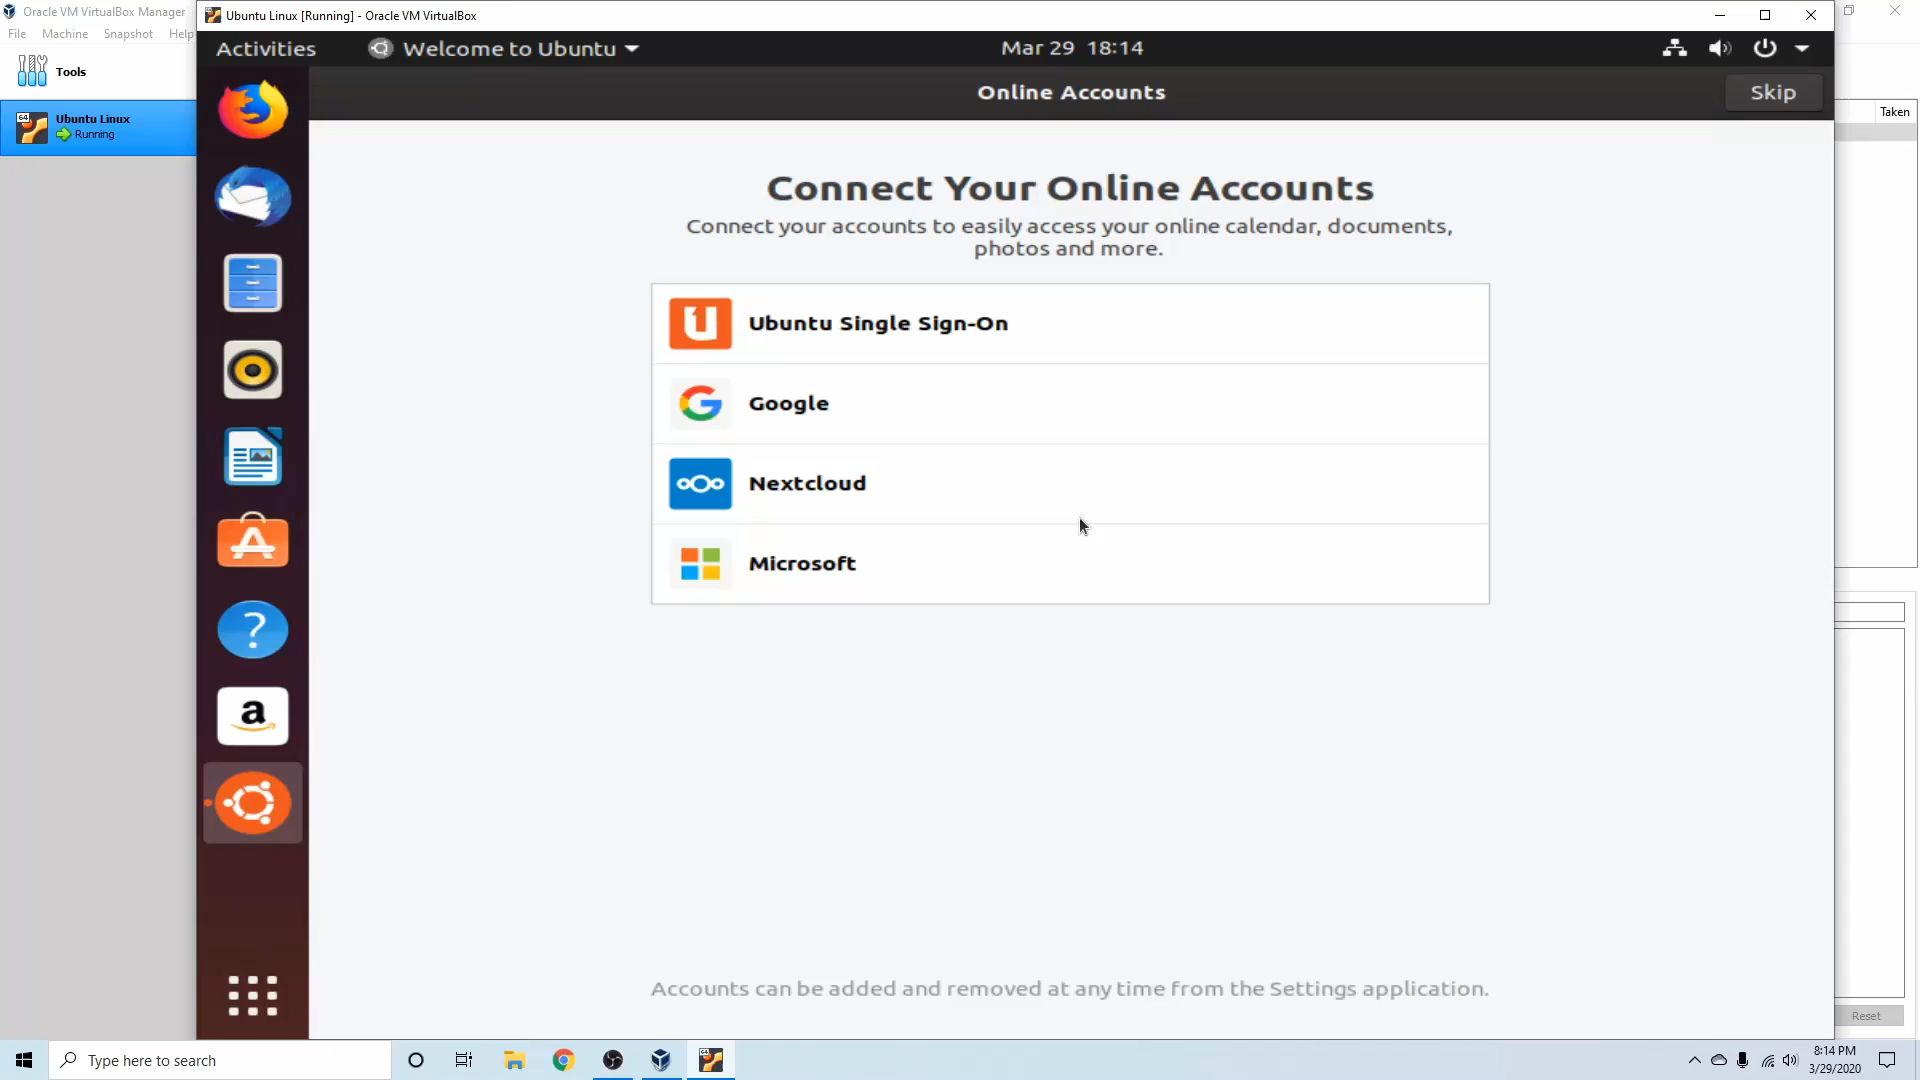 Oracle VM VirtualBox Manager
File Machine Snapshot Help
Tools
64
Ubuntu Linux
Running
Ubuntu Linux [Running] - Oracle VM VirtualBox
Activities
Welcome to Ubuntu
Mar 29 18:14
Online Accounts
Skip
Connect Your Online Accounts
Connect your accounts to easily access your online calendar, documents,
photos and more.
Ubuntu Single Sign-On
Google
Nextcloud
Microsoft
Accounts can be added and removed at any time from the Settings application.
Taken
Reset
Type here to search
8:14 PM
3/29/2020